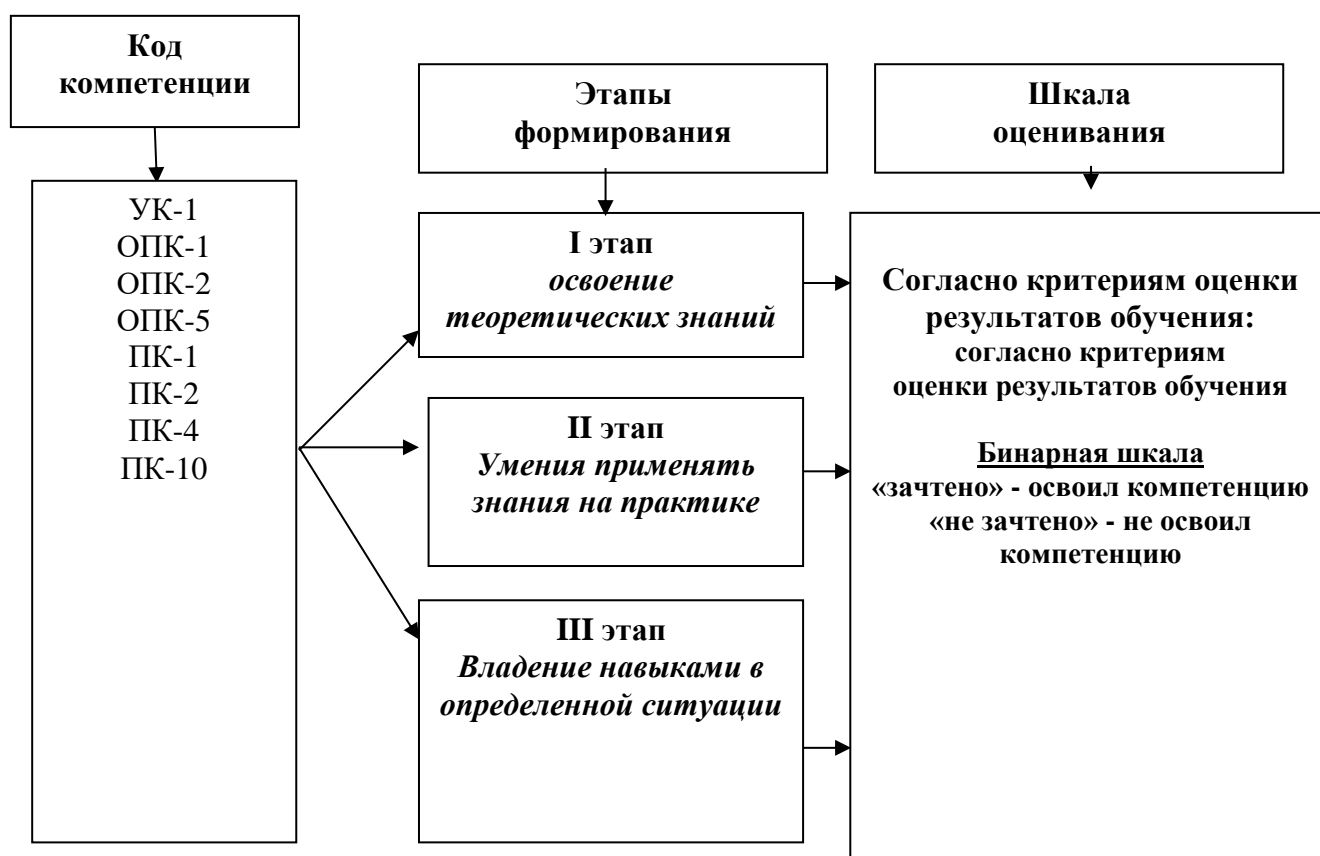 Код
компетенции
Этапы
формирования
Шкала
оценивания
УК-1
ОПК-1
ОПК-2
ОПК-5
ПК-1
ПК-2
ПК-4
ПК-10
I этап
освоение
теоретических знаний
II этап
Умения применять
знания на практике
III этап
Владение навыками в
определенной ситуации
Согласно критериям оценки
результатов обучения:
согласно критериям
оценки результатов обучения
Бинарная шкала
«зачтено» - освоил компетенцию
«не зачтено» - не освоил
компетенцию